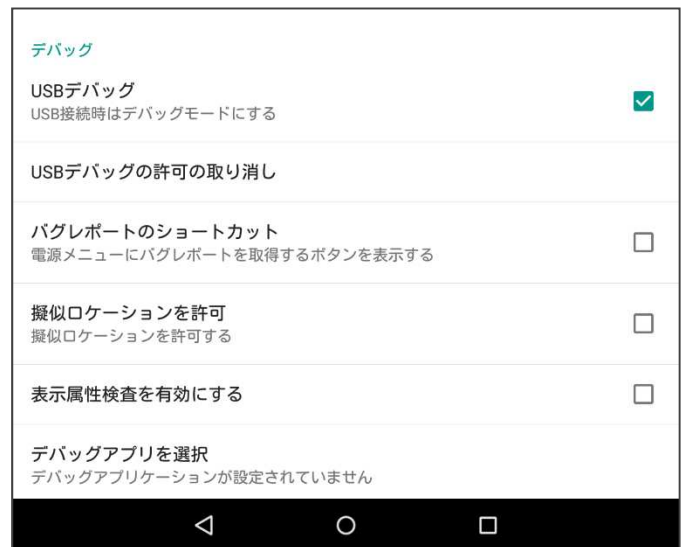 デバッグ
USBデバッグ
USB接続時はデバッグモードにする
USBデバッグの許可の取り消し
バグレポートのショートカット
電源メニューにバグレポートを取得するボタンを表示する
擬似ロケーションを許可
擬似ロケーションを許可する
表示属性検査を有効にする
デバッグアプリを選択
デバッグアプリケーションが設定されていません